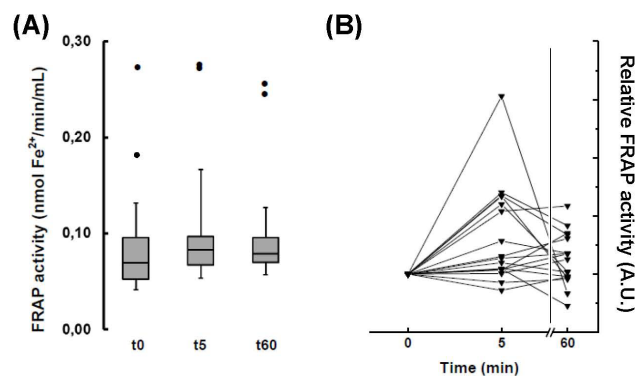 (A)
(B)
FRAP activity (nmol Fe²⁺/min/mL)
0,30
0,20
0,10
0,00
t0 t5 t60
Relative FRAP activity (A.U.)
0 5 60
Time (min)